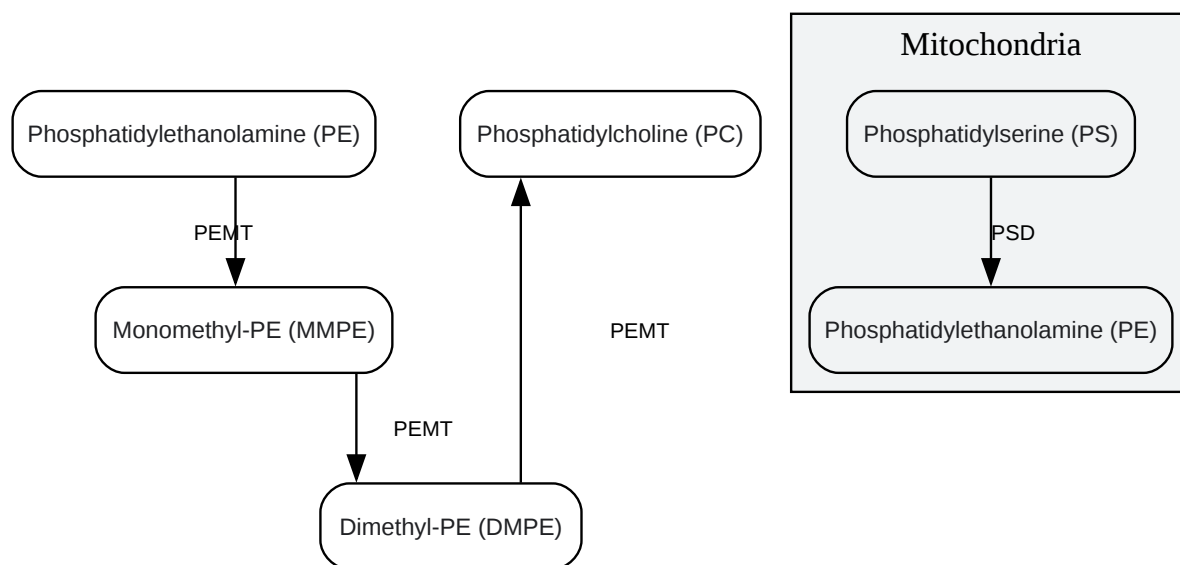 Mitochondria
Phosphatidylethanolamine (PE)
Phosphatidylcholine (PC)
Phosphatidylserine (PS)
PEMT
PSD
Monomethyl-PE (MMPE)
PEMT
Phosphatidylethanolamine (PE)
PEMT
Dimethyl-PE (DMPE)